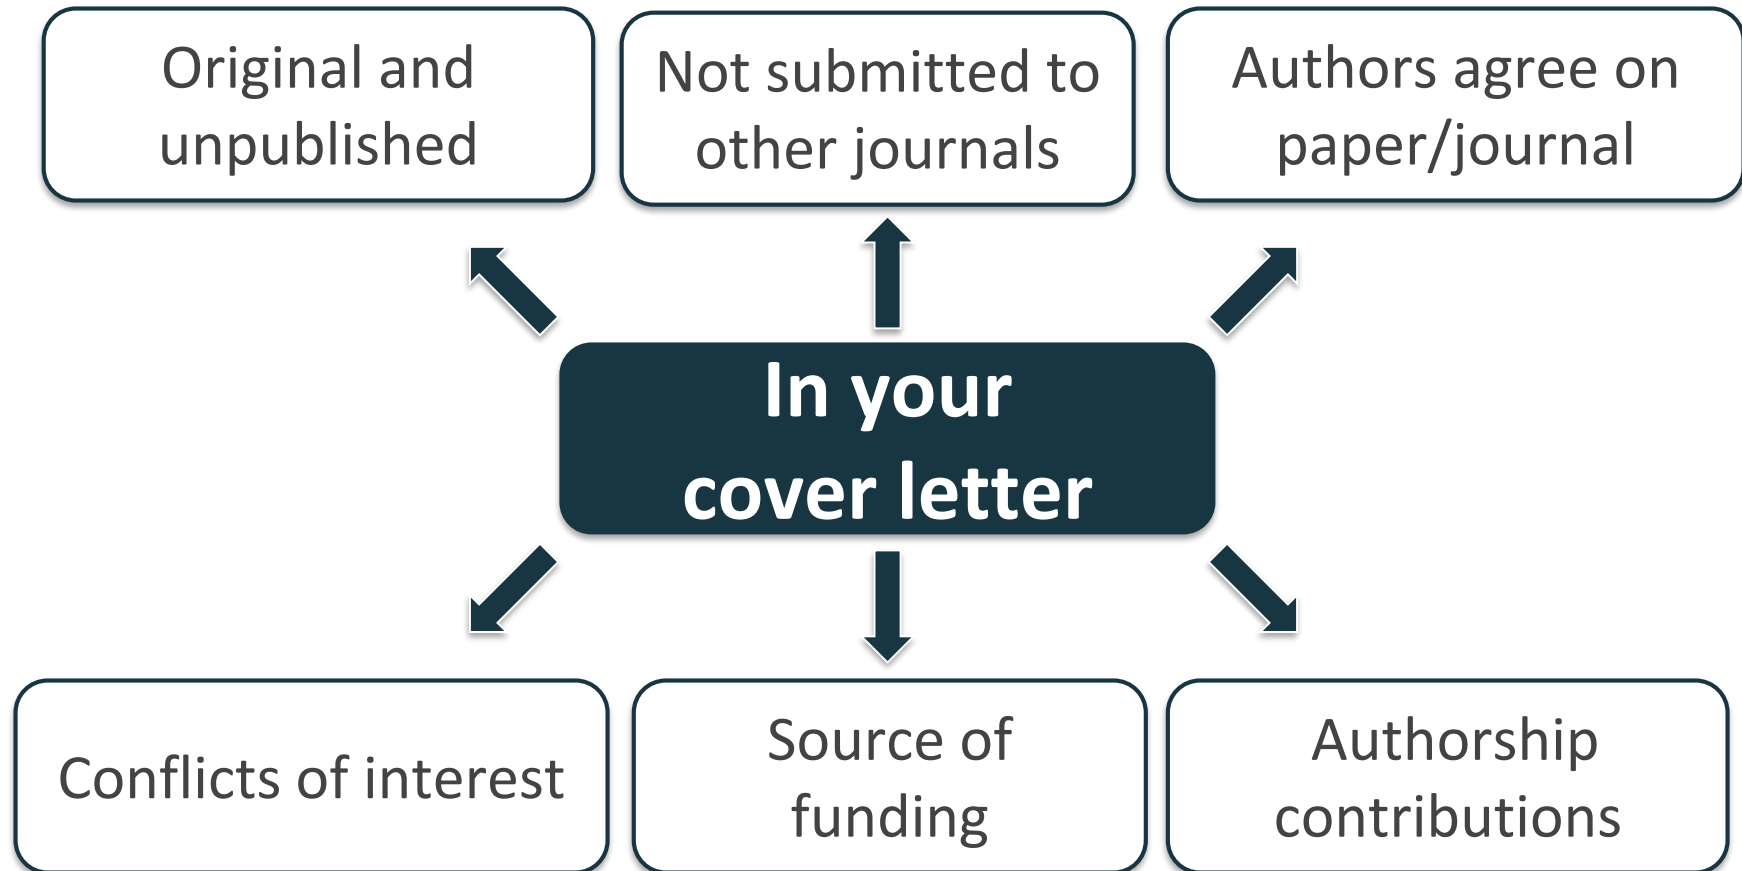 Original and
unpublished
Not submitted to
other journals
Authors agree on
paper/journal
In your
cover letter
Conflicts of interest
Source of
funding
Authorship
contributions